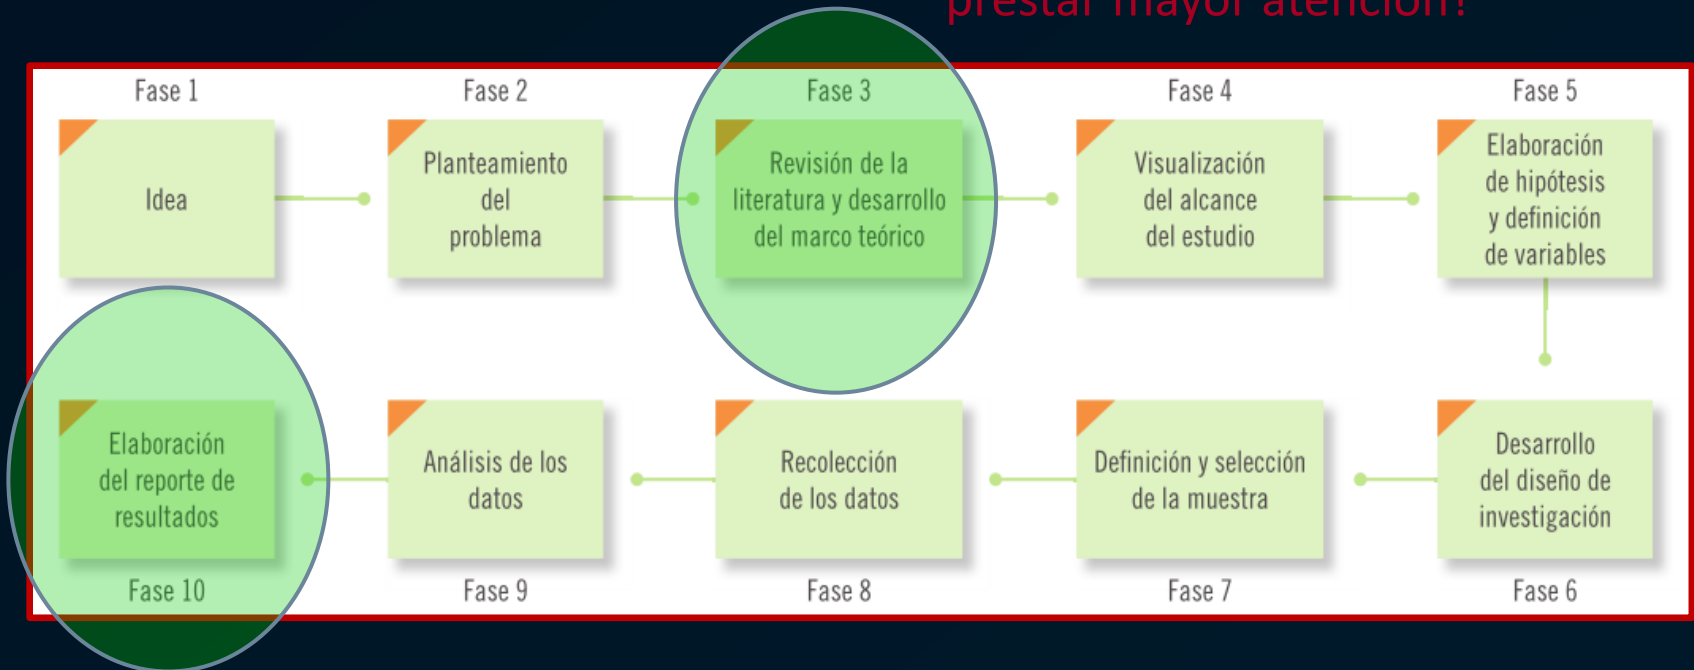 prestar mayor atención?
Fase 1
Idea
Fase 2
Planteamiento
del
problema
Fase 3
Revisión de la
literatura y desarrollo
del marco teórico
Fase 4
Visualización
del alcance
del estudio
Fase 5
Elaboración
de hipótesis
y definición
de variables
Desarrollo
del diseño de
investigación
Fase 6
Definición y selección
de la muestra
Fase 7
Recolección
de los datos
Fase 8
Análisis de los
datos
Fase 9
Elaboración
del reporte de
resultados
Fase 10